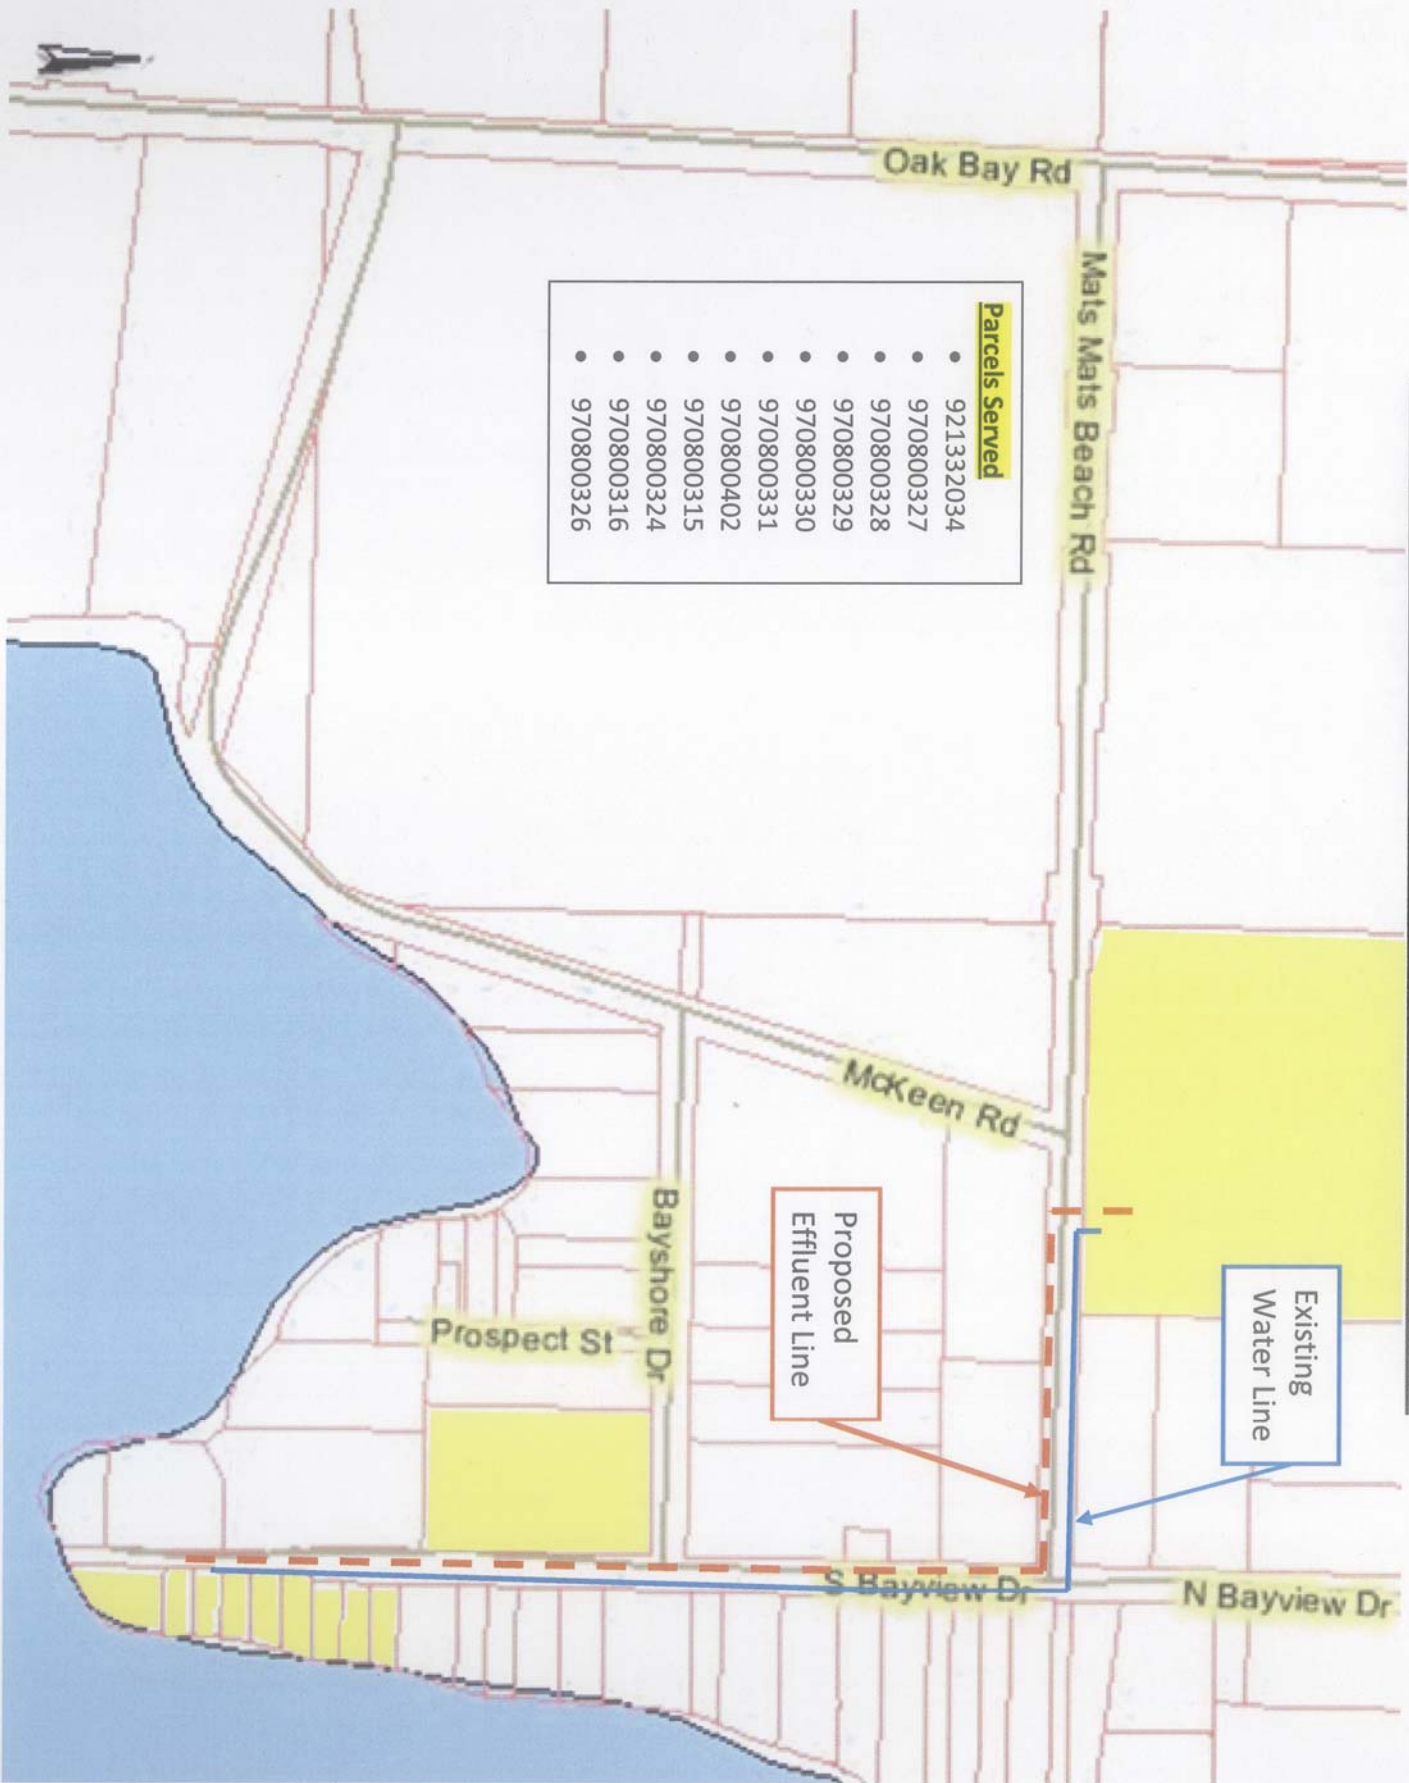 Oak Bay Rd
Mats Mats Beach Rd
Parcels Served
• 921332034
• 970800327
• 970800328
• 970800329
• 970800330
• 970800331
• 970800402
• 970800315
• 970800324
• 970800316
• 970800326
McKeen Rd
Existing
Water Line
Proposed
Effluent Line
Bayshore Dr
Prospect St
S Bayview Dr
N Bayview Dr